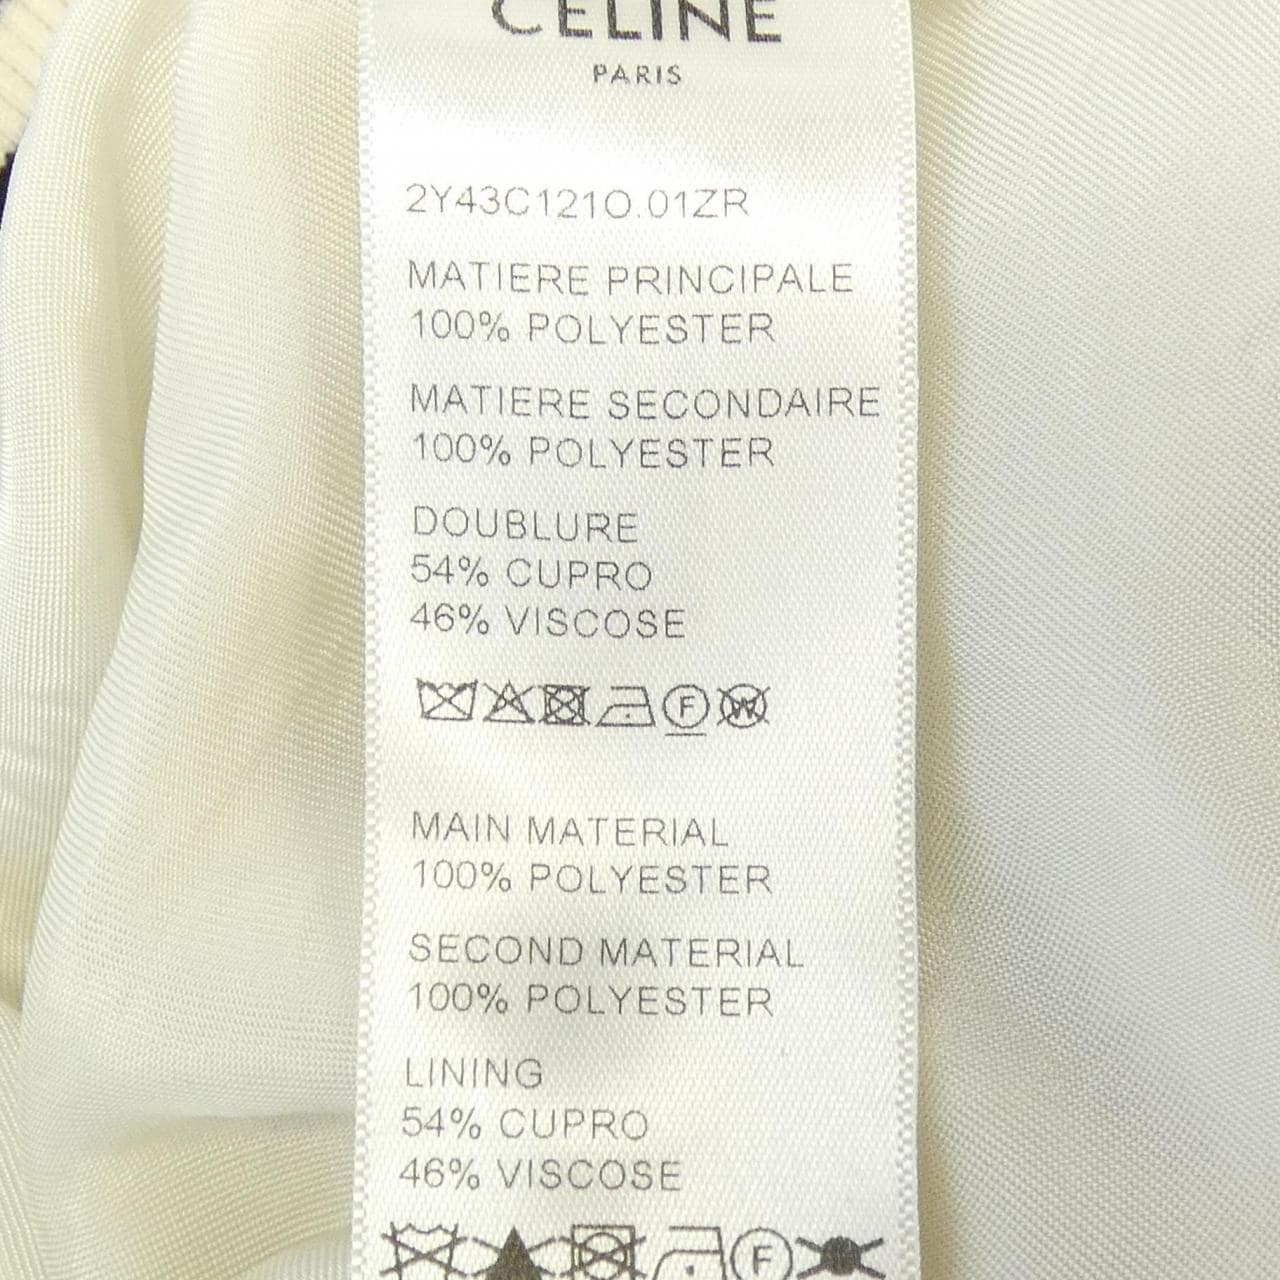 CELINE
PARIS
2Y43C121O.01ZR
MATIERE PRINCIPALE
100% POLYESTER
MATIERE SECONDAIRE
100% POLYESTER
DOUBLURE
54% CUPRO
46% VISCOSE
F W
MAIN MATERIAL
100% POLYESTER
SECOND MATERIAL
100% POLYESTER
LINING
54% CUPRO
46% VISCOSE
F